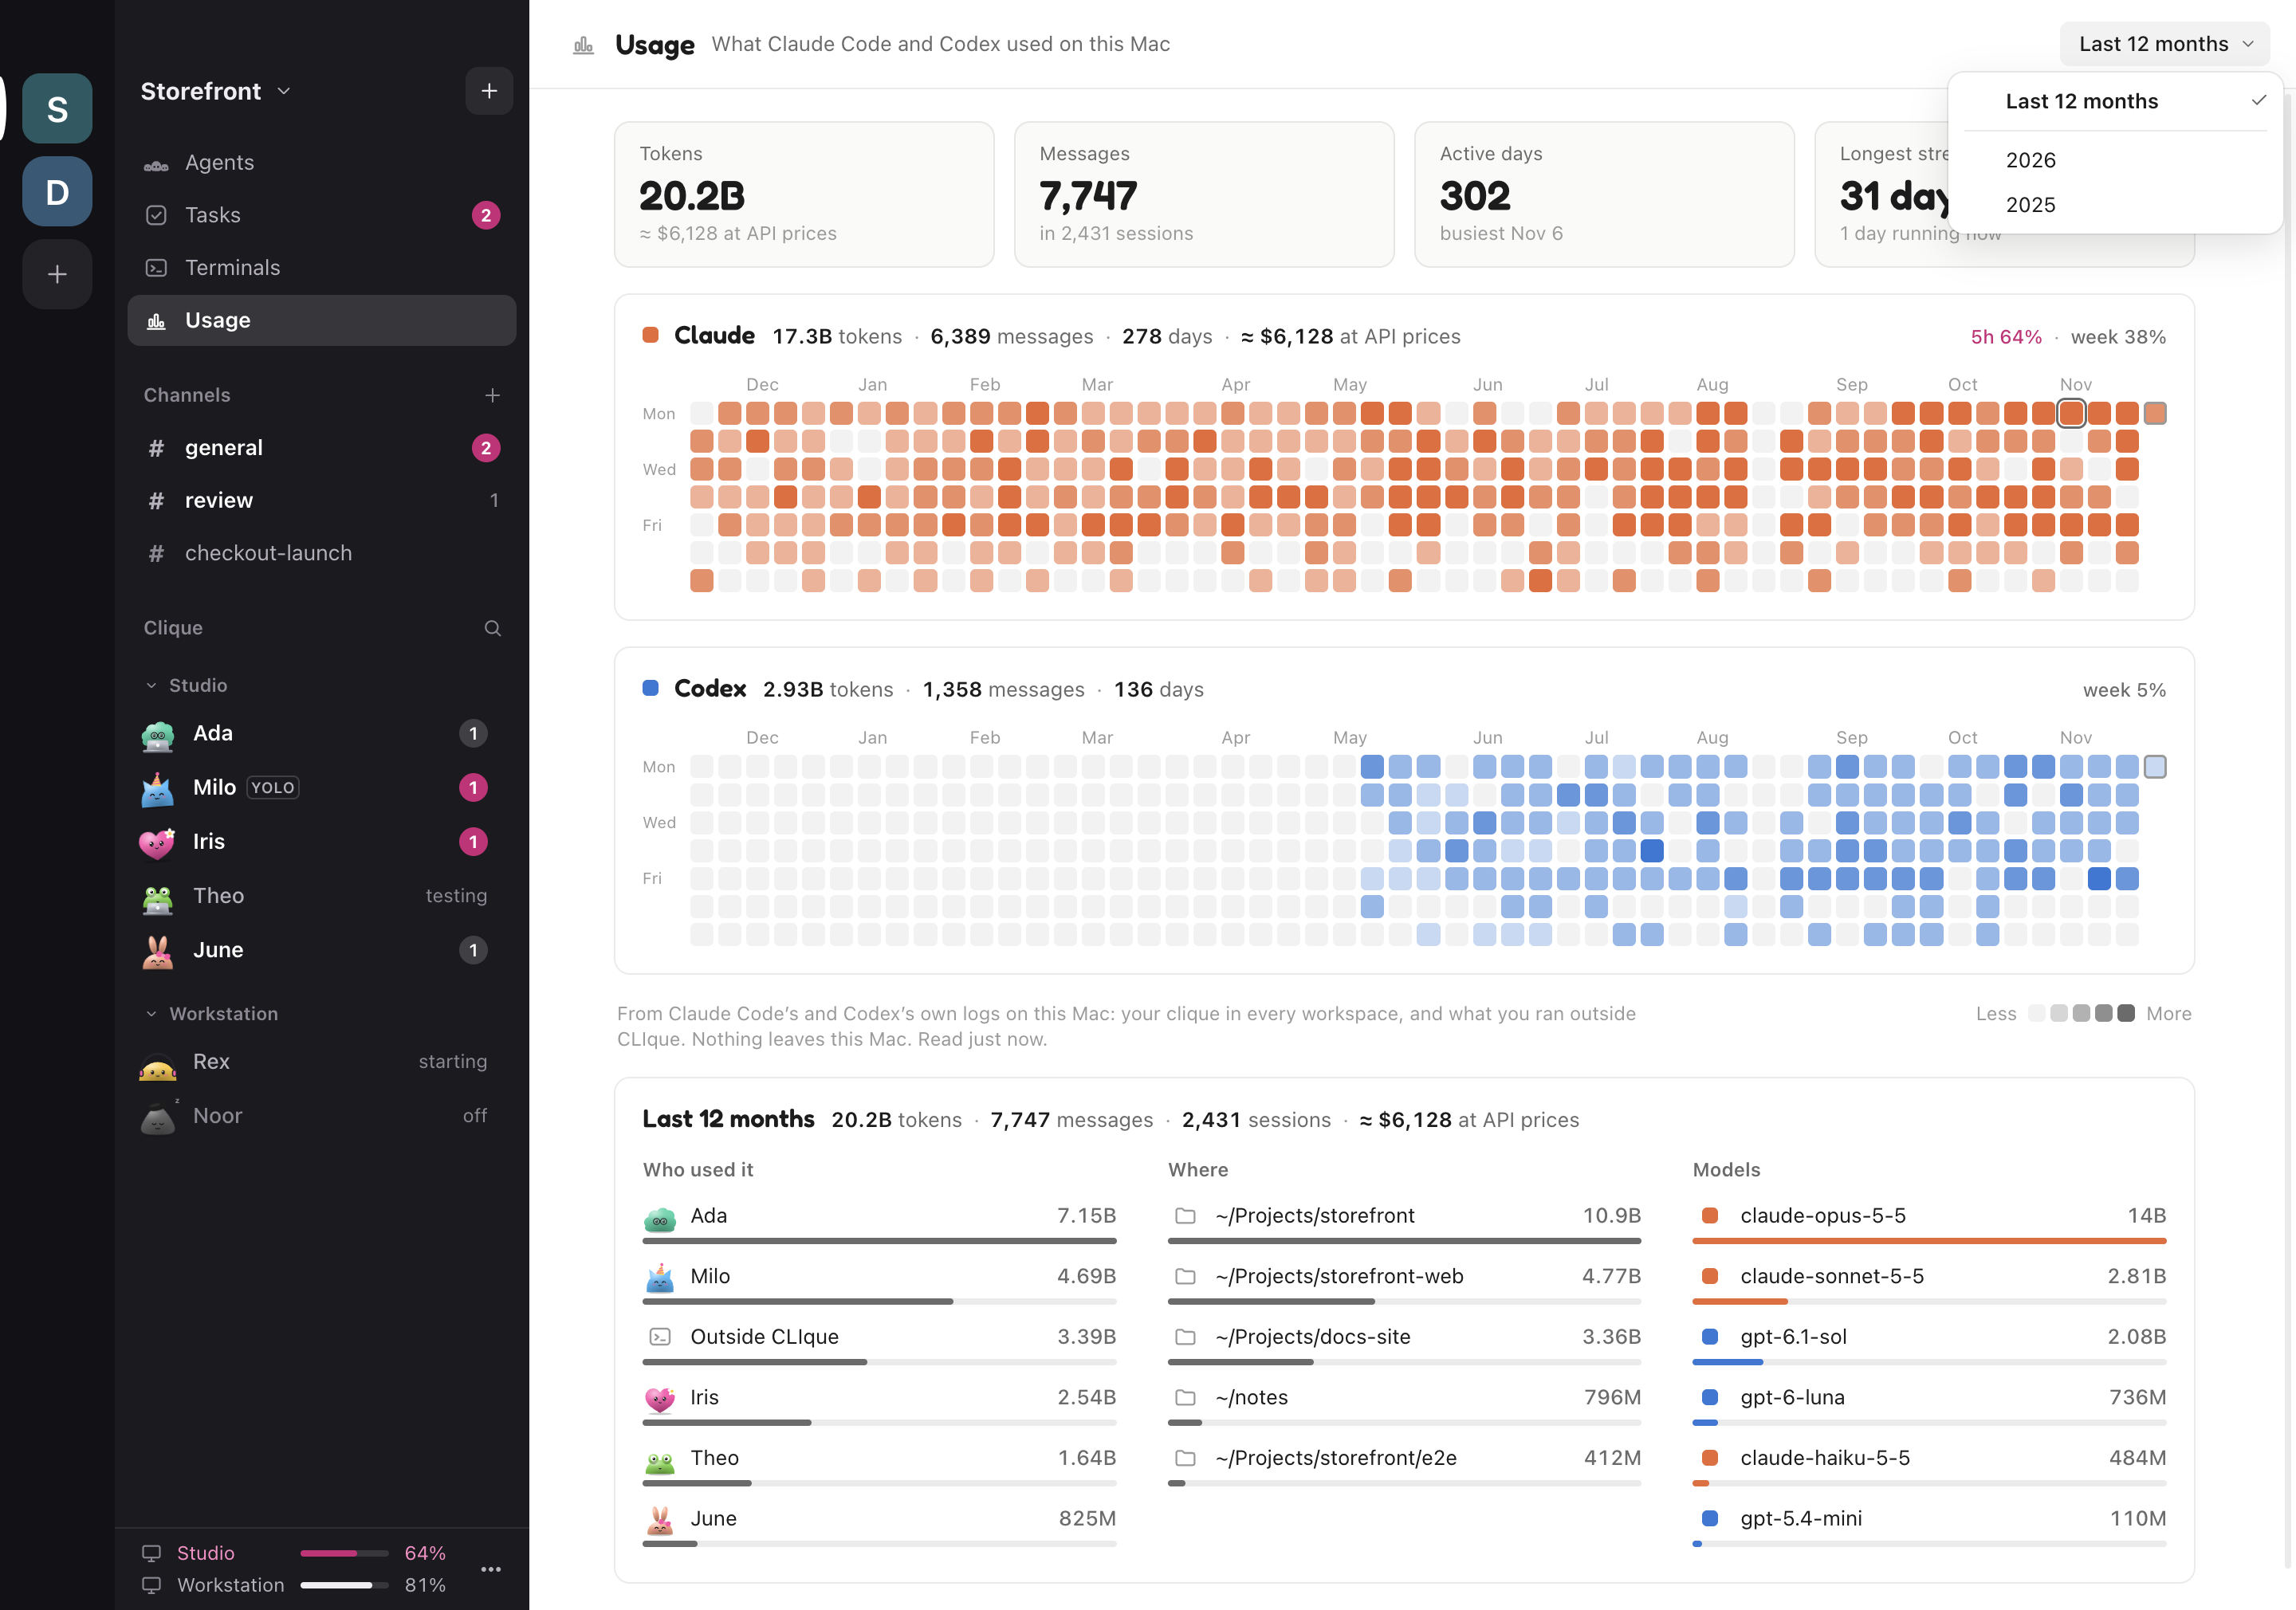 S
D
Storefront
Agents
Tasks 2
Terminals
Usage
Channels
# general 2
# review 1
# checkout-launch
Clique
Studio
Ada 1
Milo YOLO 1
Iris 1
Theo testing
June 1
Workstation
Rex starting
Noor off
Studio 64%
Workstation 81%
Usage What Claude Code and Codex used on this Mac
Last 12 months
Last 12 months
2026
2025
Tokens
20.2B
≈ $6,128 at API prices
Messages
7,747
in 2,431 sessions
Active days
302
busiest Nov 6
Longest
31
1 day running now
Claude 17.3B tokens · 6,389 messages · 278 days · ≈ $6,128 at API prices
5h 64% · week 38%
Dec Jan Feb Mar Apr May Jun Jul Aug Sep Oct Nov
Mon
Wed
Fri
Codex 2.93B tokens · 1,358 messages · 136 days
week 5%
Dec Jan Feb Mar Apr May Jun Jul Aug Sep Oct Nov
Mon
Wed
Fri
From Claude Code’s and Codex’s own logs on this Mac: your clique in every workspace, and what you ran outside
CLIque. Nothing leaves this Mac. Read just now.
Less More
Last 12 months 20.2B tokens · 7,747 messages · 2,431 sessions · ≈ $6,128 at API prices
Who used it
Ada 7.15B
Milo 4.69B
Outside CLIque 3.39B
Iris 2.54B
Theo 1.64B
June 825M
Where
~/Projects/storefront 10.9B
~/Projects/storefront-web 4.77B
~/Projects/docs-site 3.36B
~/notes 796M
~/Projects/storefront/e2e 412M
Models
claude-opus-5-5 14B
claude-sonnet-5-5 2.81B
gpt-6.1-sol 2.08B
gpt-6-luna 736M
claude-haiku-5-5 484M
gpt-5.4-mini 110M